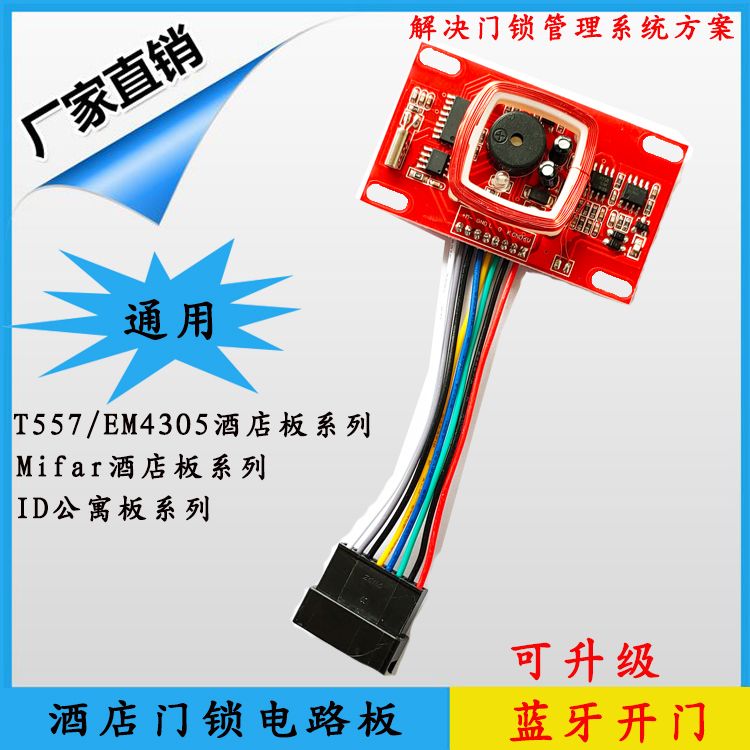 厂家直销
解决门锁管理系统方案
通用
T557/EM4305酒店板系列
Mifar酒店板系列
ID公寓板系列
可升级
酒店门锁电路板
蓝牙开门